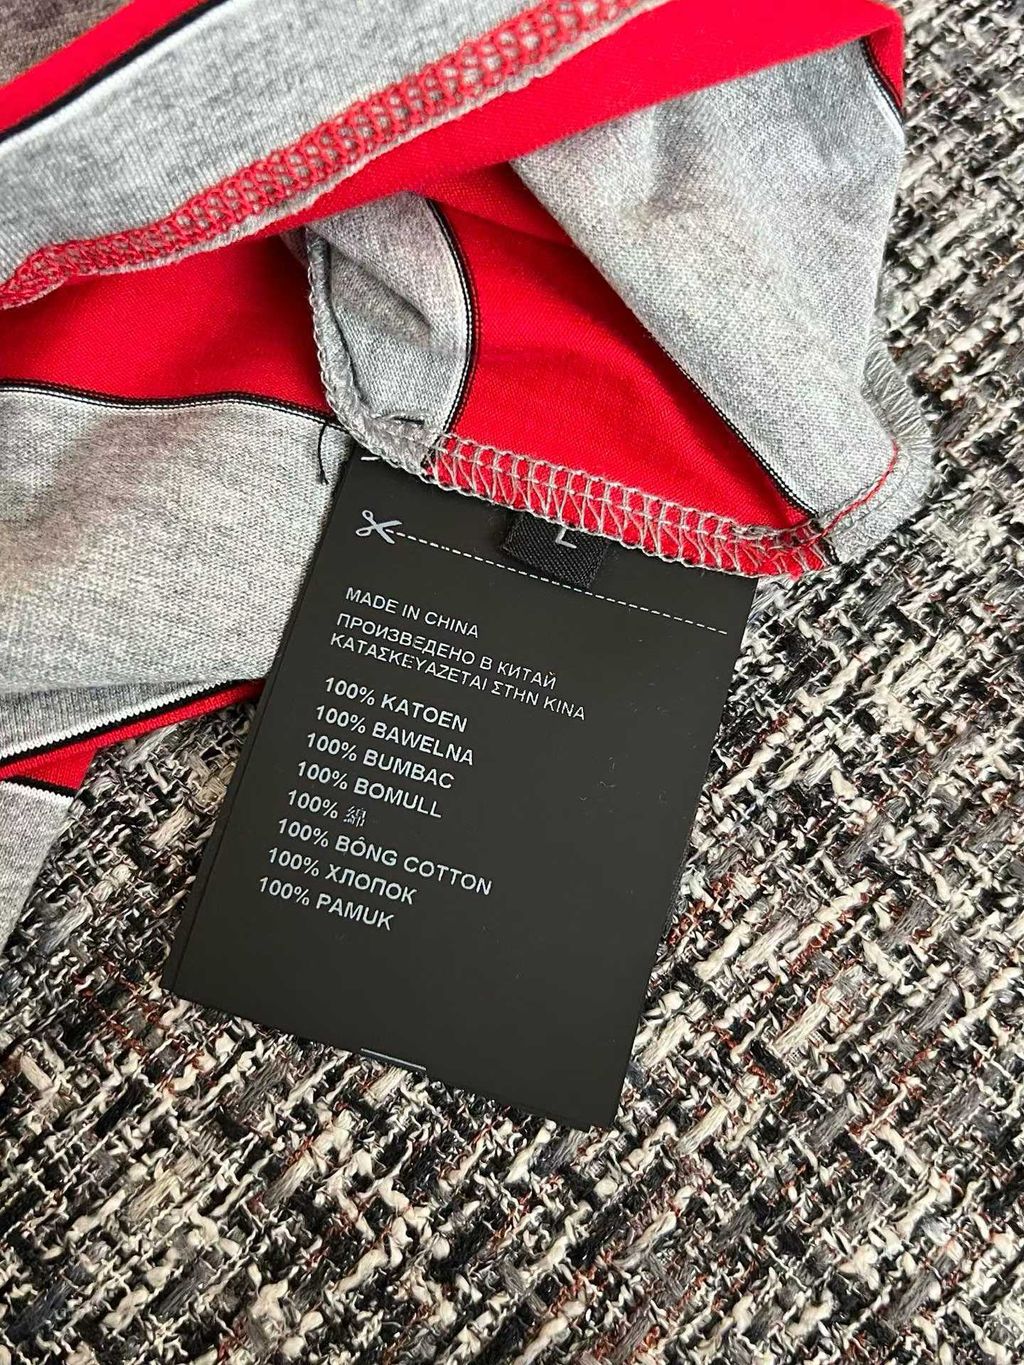 L
MADE IN CHINA
ПРОИЗВЕДЕНО В КИТАЙ
ΚΑΤΑΣΚΕΥΑΖΕΤΑΙ ΣΤΗΝ ΚΙΝΑ
100% KATOEN
100% BAWELNA
100% BUMBAC
100% BOMULL
100% 綿
100% BÔNG COTTON
100% ХЛОПОК
100% PAMUK